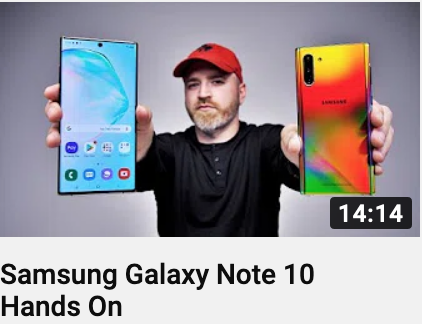 SAMSUNG
14:14
Samsung Galaxy Note 10
Hands On